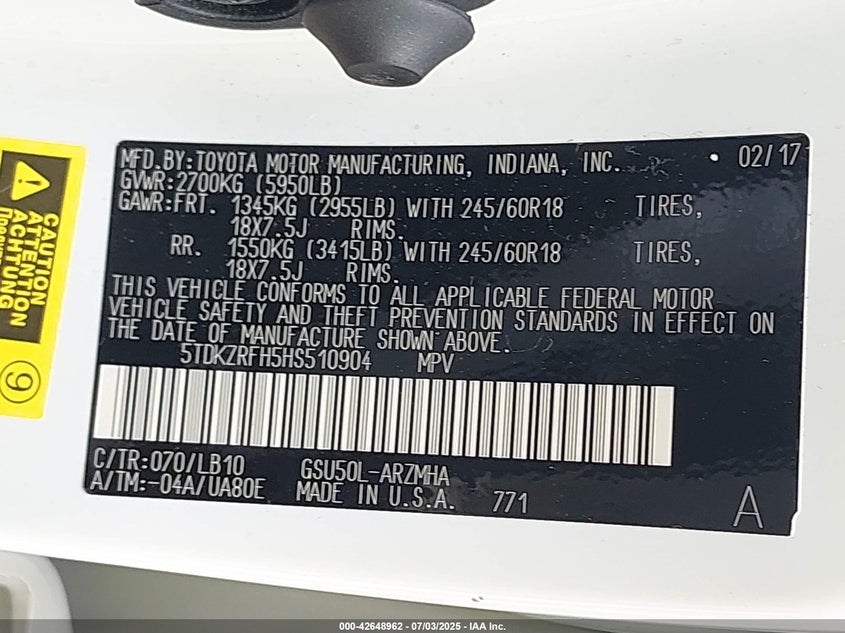 MFD.BY:TOYOTA MOTOR MANUFACTURING, INDIANA, INC. 02/17
GVWR:2700KG (5950LB)
GAWR:FRT. 1345KG (2955LB) WITH 245/60R18 TIRES,
18X7.5J RIMS.
RR. 1550KG (3415LB) WITH 245/60R18 TIRES,
18X7.5J RIMS.
THIS VEHICLE CONFORMS TO ALL APPLICABLE FEDERAL MOTOR
VEHICLE SAFETY AND THEFT PREVENTION STANDARDS IN EFFECT ON
THE DATE OF MANUFACTURE SHOWN ABOVE.
5TDKZRFH5HS510904 MPV
C/TR:070/LB10 GSU50L-ARZMHA
A/TM:-04A/UA80E MADE IN U.S.A. 771 A
CAUTION
ATTENTION
ACHTUNG
9
000-42648962 - 07/03/2025 - IAA Inc.